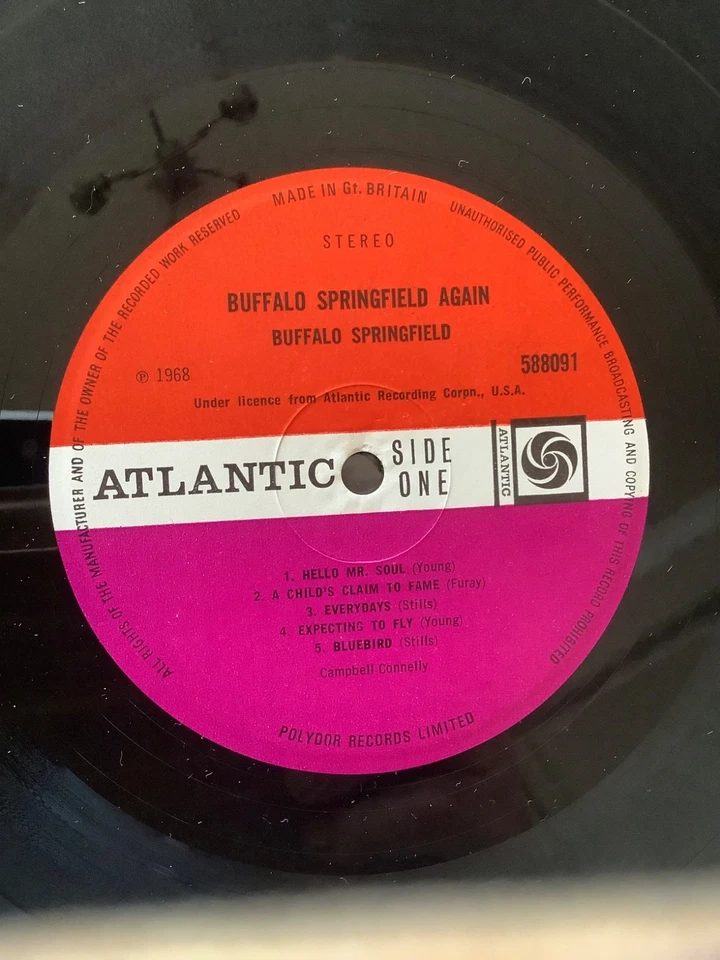 MADE IN Gt. BRITAIN
UNAUTHORISED PUBLIC PERFORMANCE BROADCASTING AND COPYING OF THIS RECORD PROHIBITED
ALL RIGHTS OF THE MANUFACTURER AND OF THE OWNER OF THE RECORDED WORK RESERVED
STEREO
BUFFALO SPRINGFIELD AGAIN
BUFFALO SPRINGFIELD
℗ 1968
588091
Under licence from Atlantic Recording Corpn., U.S.A.
ATLANTIC
SIDE
ONE
ATLANTIC
1. HELLO MR. SOUL (Young)
2. A CHILD'S CLAIM TO FAME (Furay)
3. EVERYDAYS (Stills)
4. EXPECTING TO FLY (Young)
5. BLUEBIRD (Stills)
Campbell Connelly
POLYDOR RECORDS LIMITED